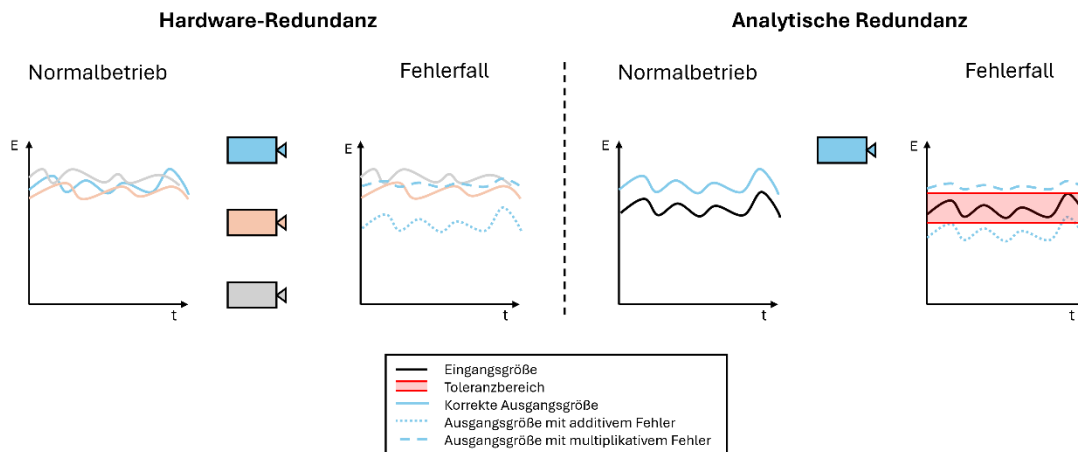 Hardware-Redundanz
Analytische Redundanz
Normalbetrieb
Fehlerfall
Normalbetrieb
Fehlerfall
E
E
E
E
t
t
t
t
Eingangsgröße
Toleranzbereich
Korrekte Ausgangsgröße
Ausgangsgröße mit additivem Fehler
Ausgangsgröße mit multiplikativem Fehler